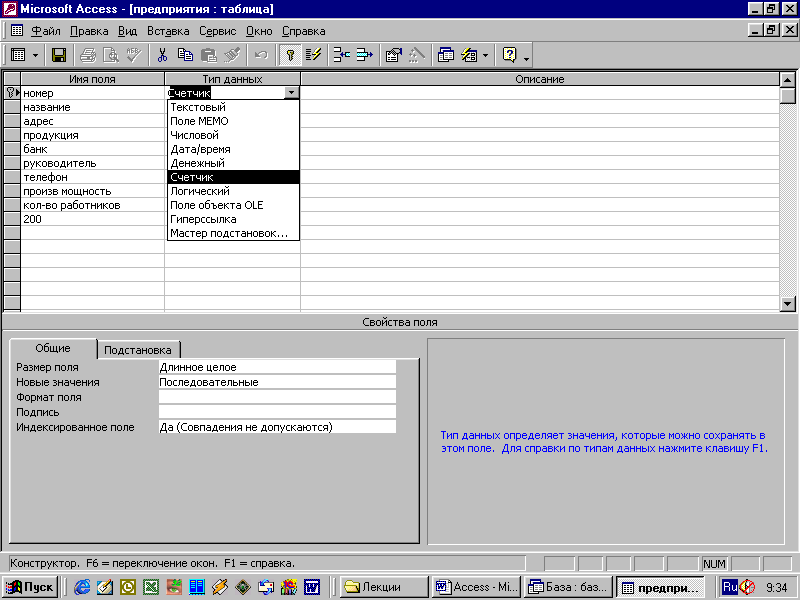 Microsoft Access - [предприятия : таблица]
Файл Правка Вид Вставка Сервис Окно Справка
Имя поля Тип данных Описание
номер Счетчик
название Текстовый
адрес Поле MEMO
продукция Числовой
банк Дата/время
руководитель Денежный
телефон Счетчик
произв мощность Логический
кол-во работников Поле объекта OLE
200 Гиперссылка
Мастер подстановок...
Свойства поля
Общие Подстановка
Размер поля Длинное целое
Новые значения Последовательные
Формат поля
Подпись
Индексированное поле Да (Совпадения не допускаются)
Тип данных определяет значения, которые можно сохранять в
этом поле. Для справки по типам данных нажмите клавишу F1.
Конструктор. F6 = переключение окон. F1 = справка. NUM
Пуск Лекции Access - Mi... База : баз... предпри... Ru 9:34